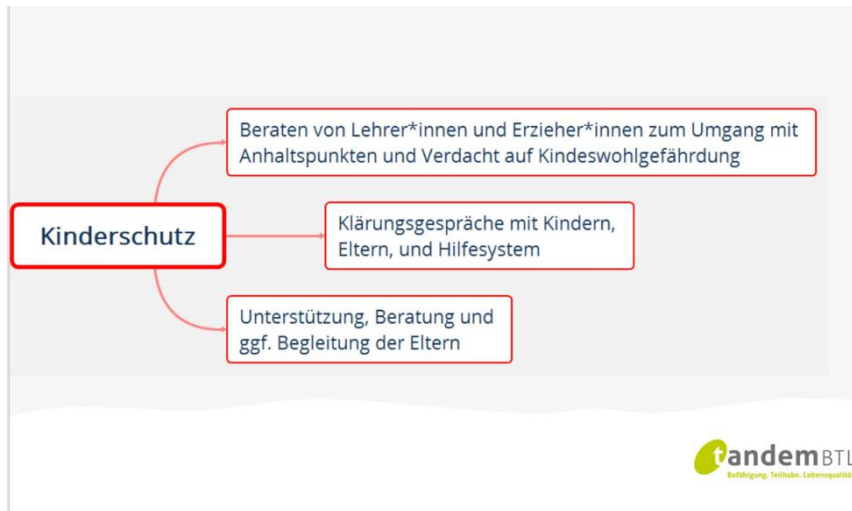 Beraten von Lehrer*innen und Erzieher*innen zum Umgang mit
Anhaltspunkten und Verdacht auf Kindeswohlgefährdung
Kinderschutz
Klärungsgespräche mit Kindern,
Eltern, und Hilfesystem
Unterstützung, Beratung und
ggf. Begleitung der Eltern
tandem BTL
Befähigung. Teilhabe. Lebensqualität